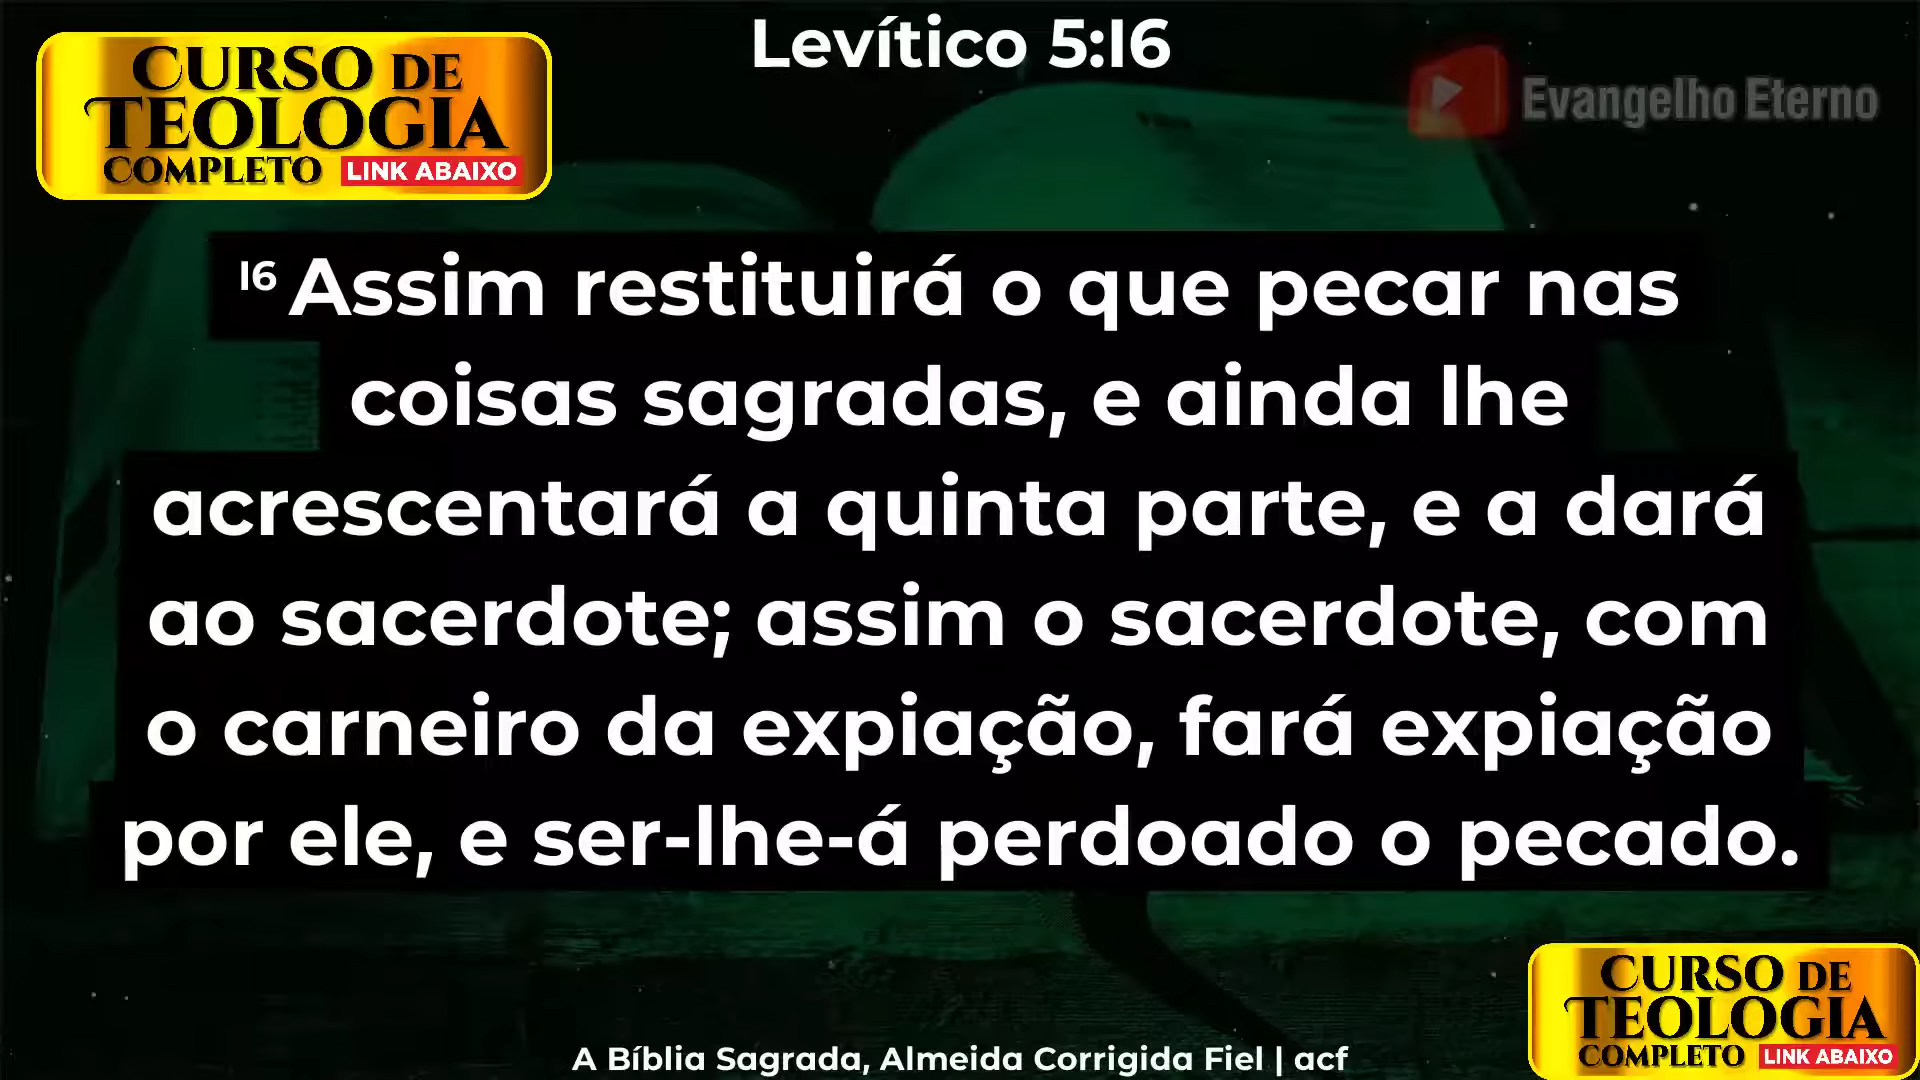 Levítico 5:16
CURSO DE
TEOLOGIA
COMPLETO LINK ABAIXO
Evangelho Eterno
16 Assim restituirá o que pecar nas
coisas sagradas, e ainda lhe
acrescentará a quinta parte, e a dará
ao sacerdote; assim o sacerdote, com
o carneiro da expiação, fará expiação
por ele, e ser-lhe-á perdoado o pecado.
CURSO DE
TEOLOGIA
COMPLETO LINK ABAIXO
A Bíblia Sagrada, Almeida Corrigida Fiel | acf